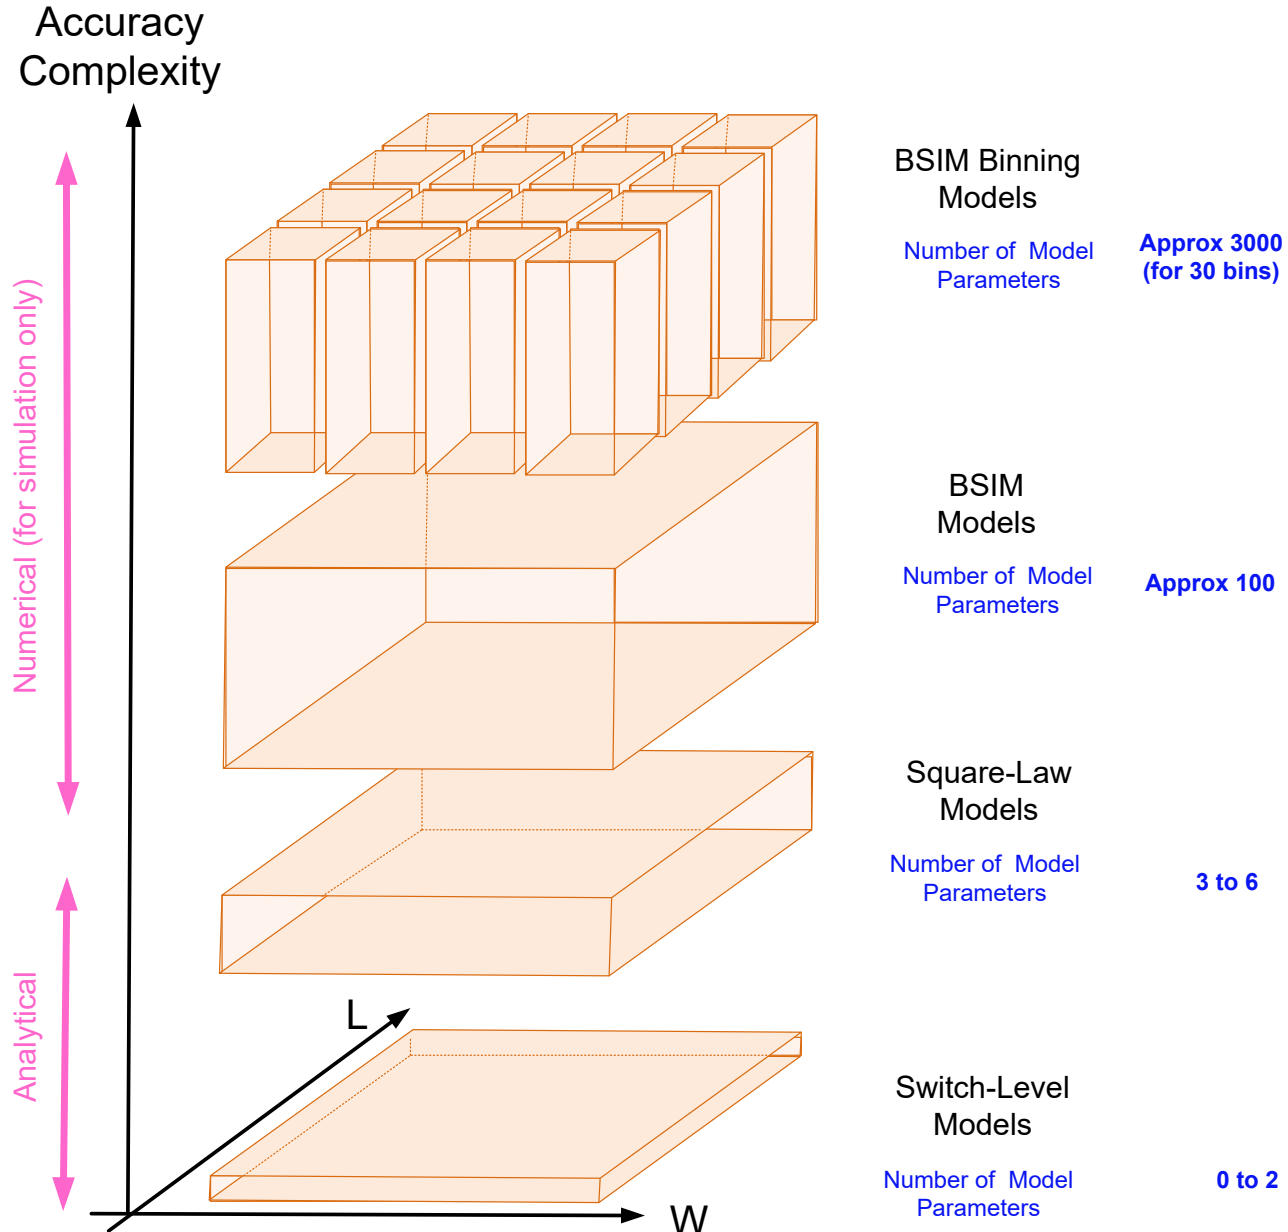 Accuracy
Complexity
BSIM Binning
Models
Number of Model
Parameters
Approx 3000
(for 30 bins)
Numerical (for simulation only)
BSIM
Models
Number of Model
Parameters
Approx 100
Square-Law
Models
Number of Model
Parameters
3 to 6
Analytical
L
Switch-Level
Models
Number of Model
Parameters
0 to 2
W